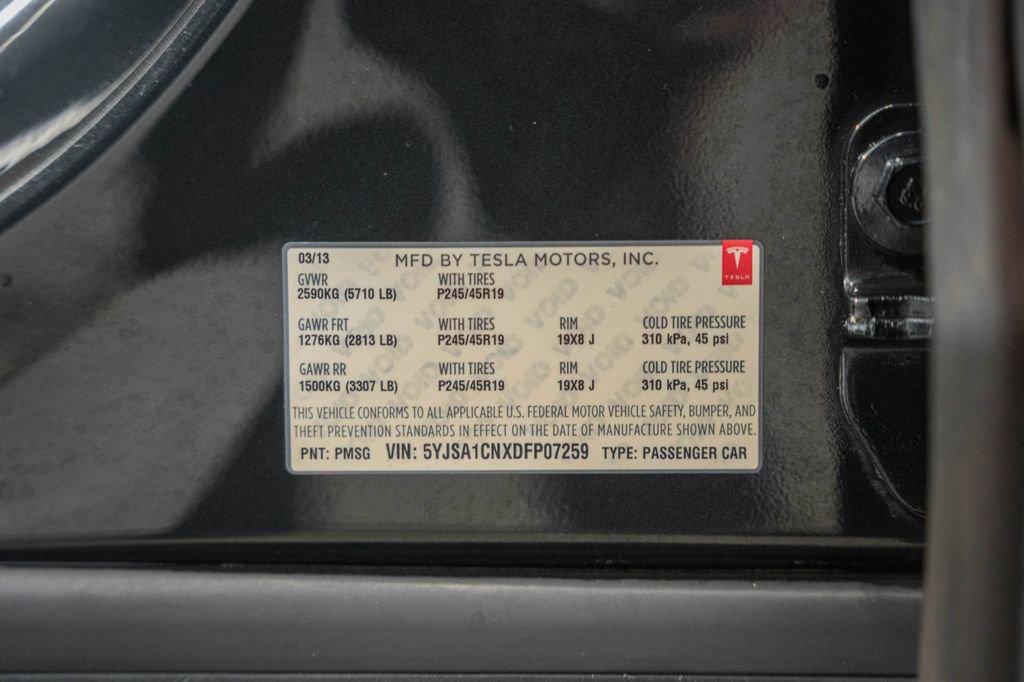 03/13 MFD BY TESLA MOTORS, INC.
TESLA
GVWR WITH TIRES
2590KG (5710 LB) P245/45R19
GAWR FRT WITH TIRES RIM COLD TIRE PRESSURE
1276KG (2813 LB) P245/45R19 19X8 J 310 kPa, 45 psi
GAWR RR WITH TIRES RIM COLD TIRE PRESSURE
1500KG (3307 LB) P245/45R19 19X8 J 310 kPa, 45 psi
THIS VEHICLE CONFORMS TO ALL APPLICABLE U.S. FEDERAL MOTOR VEHICLE SAFETY, BUMPER, AND
THEFT PREVENTION STANDARDS IN EFFECT ON THE DATE OF MANUFACTURE SHOWN ABOVE.
PNT: PMSG VIN: 5YJSA1CNXDFP07259 TYPE: PASSENGER CAR